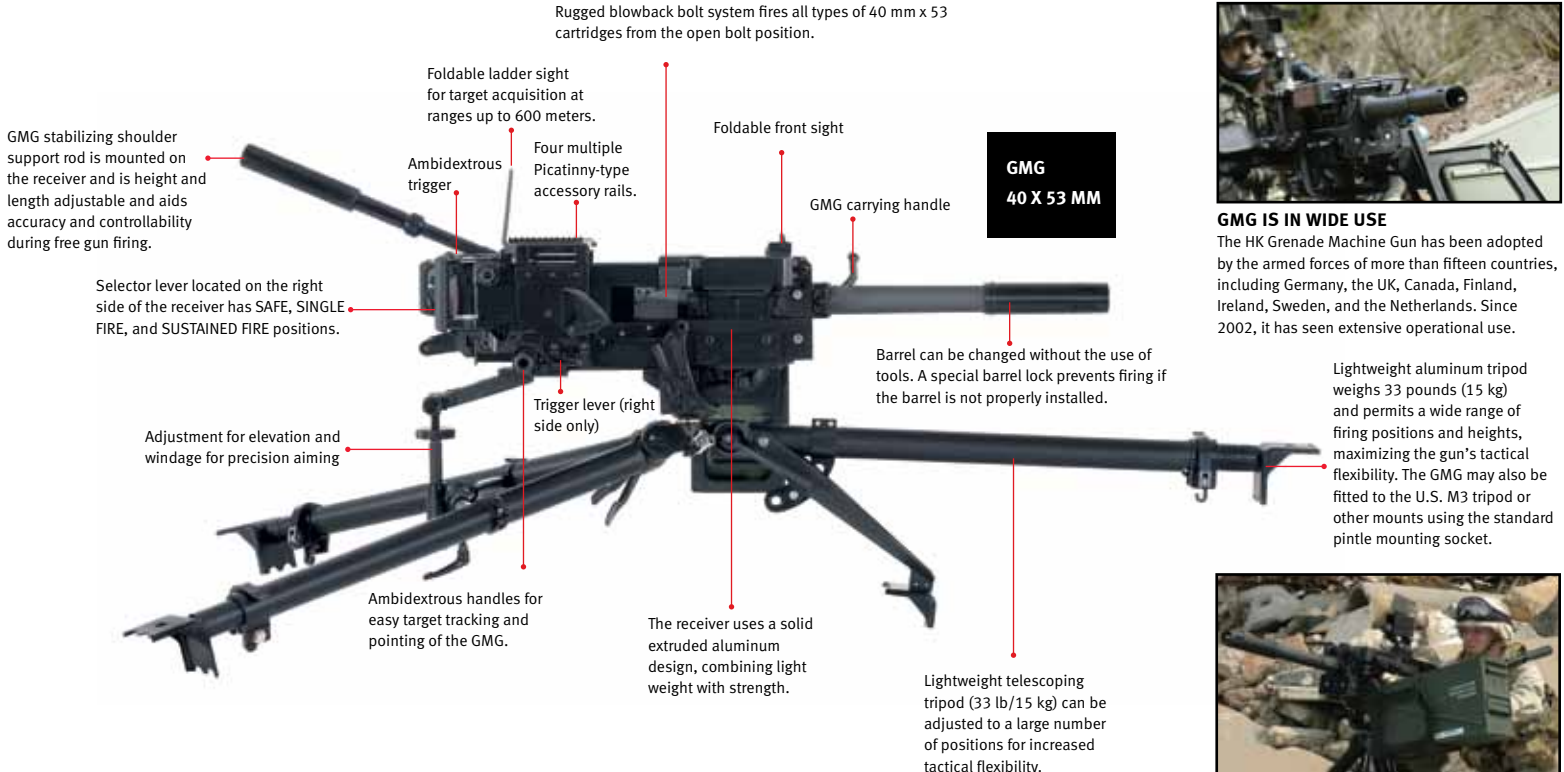 Rugged blowback bolt system fires all types of 40 mm x 53
cartridges from the open bolt position.
Foldable ladder sight
for target acquisition at
ranges up to 600 meters.
GMG stabilizing shoulder
support rod is mounted on
the receiver and is height and
length adjustable and aids
accuracy and controllability
during free gun firing.
Ambidextrous
trigger
Four multiple
Picatinny-type
accessory rails.
Foldable front sight
GMG carrying handle
GMG
40 X 53 MM
Selector lever located on the right
side of the receiver has SAFE, SINGLE
FIRE, and SUSTAINED FIRE positions.
Barrel can be changed without the use of
tools. A special barrel lock prevents firing if
the barrel is not properly installed.
Trigger lever (right
side only)
Adjustment for elevation and
windage for precision aiming
Ambidextrous handles for
easy target tracking and
pointing of the GMG.
The receiver uses a solid
extruded aluminum
design, combining light
weight with strength.
Lightweight telescoping
tripod (33 lb/15 kg) can be
adjusted to a large number
of positions for increased
tactical flexibility.
GMG IS IN WIDE USE
The HK Grenade Machine Gun has been adopted
by the armed forces of more than fifteen countries,
including Germany, the UK, Canada, Finland,
Ireland, Sweden, and the Netherlands. Since
2002, it has seen extensive operational use.
Lightweight aluminum tripod
weighs 33 pounds (15 kg)
and permits a wide range of
firing positions and heights,
maximizing the gun's tactical
flexibility. The GMG may also be
fitted to the U.S. M3 tripod or
other mounts using the standard
pintle mounting socket.